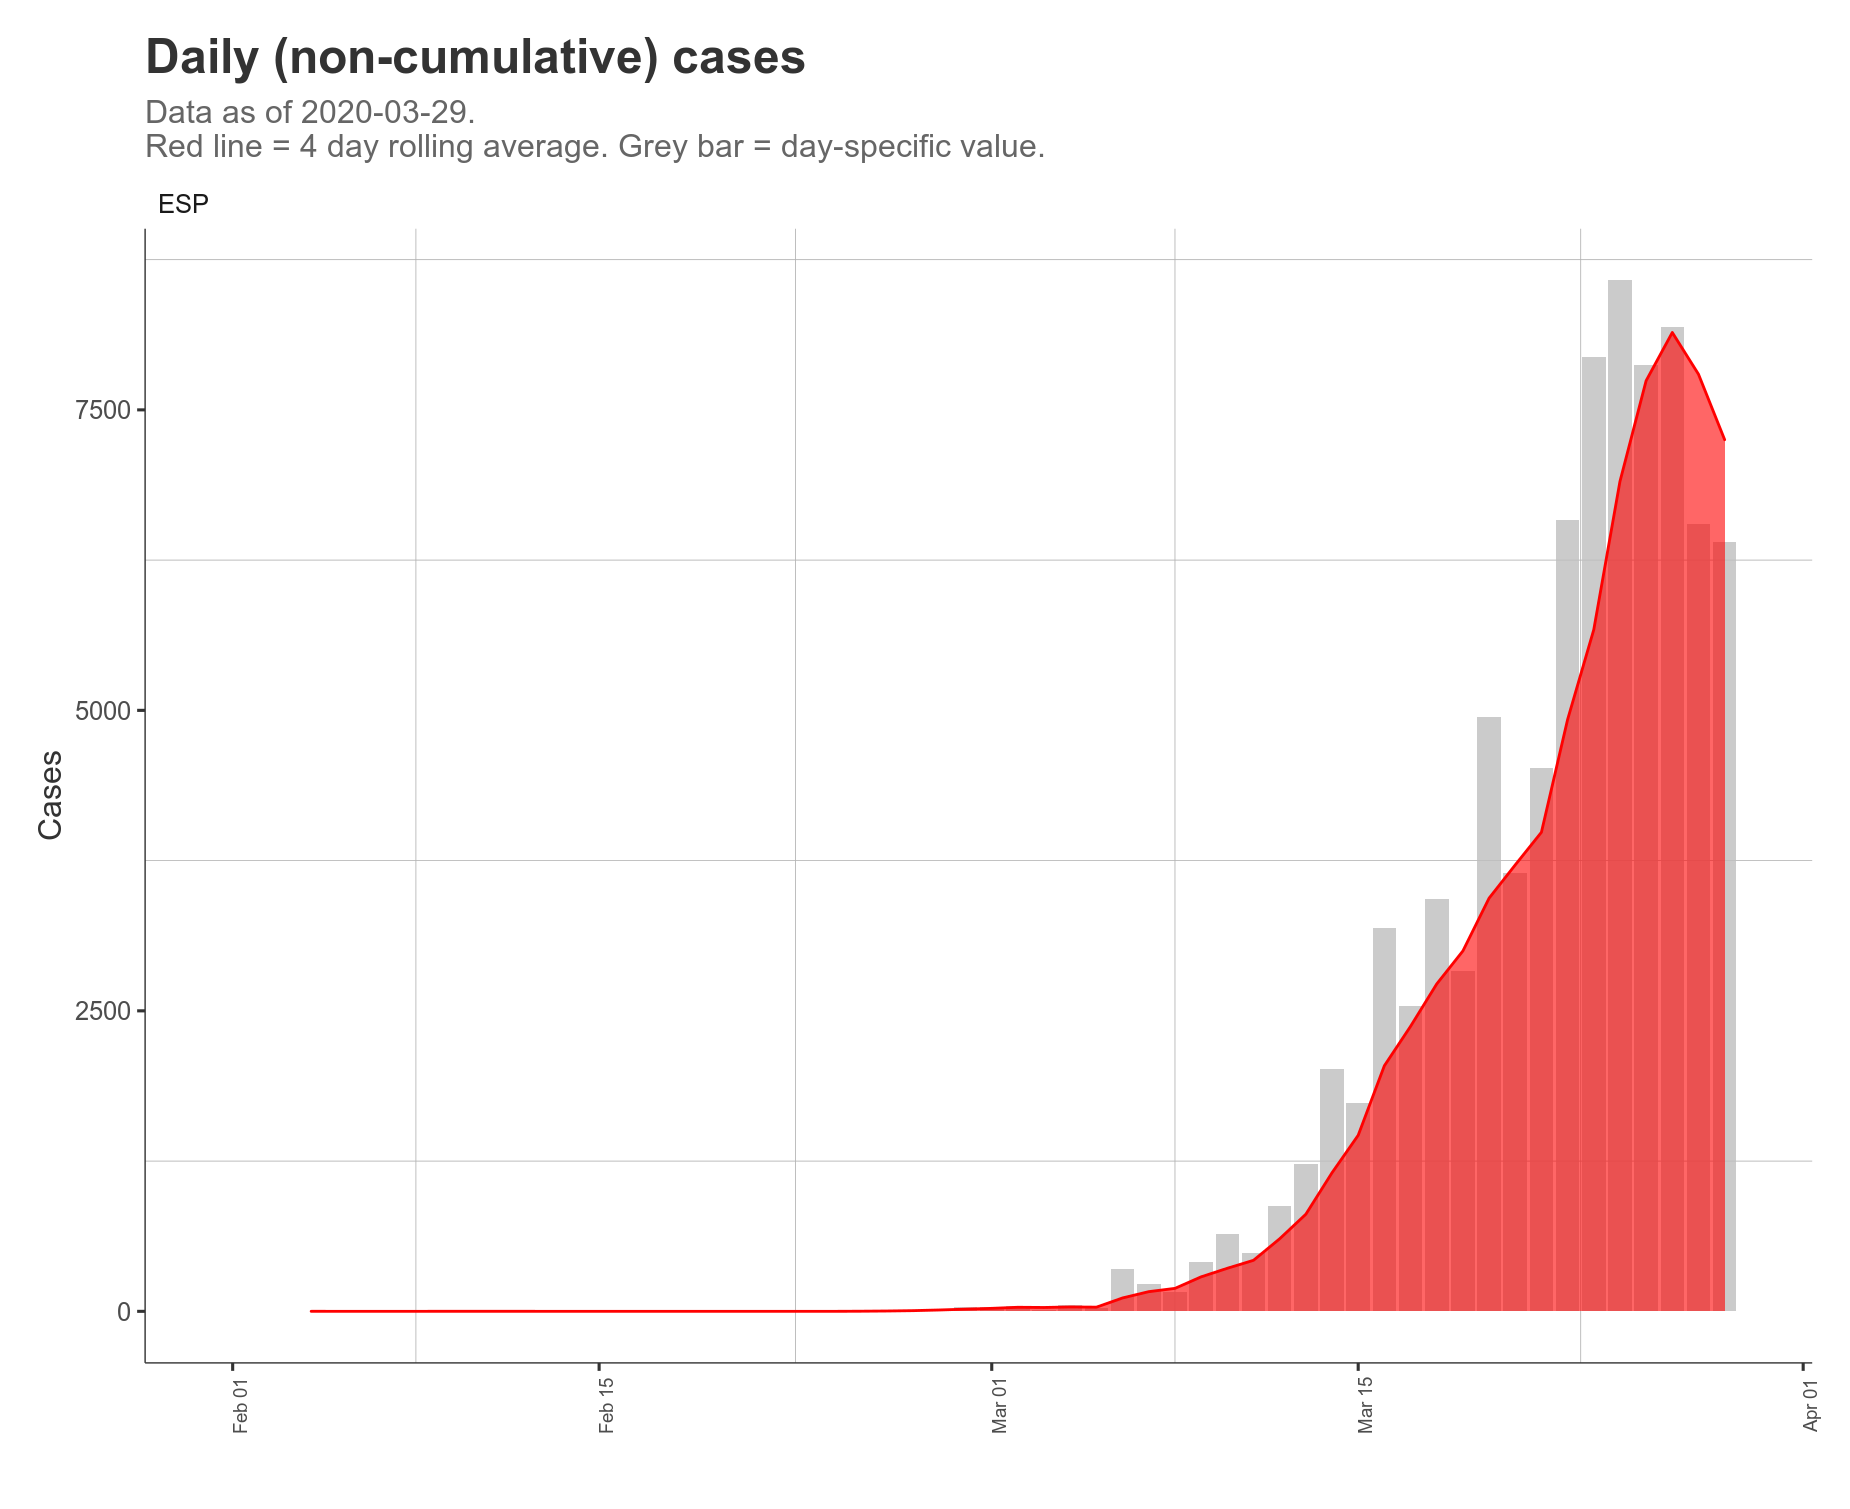 Daily (non-cumulative) cases
Data as of 2020-03-29.
Red line = 4 day rolling average. Grey bar = day-specific value.
ESP
Cases
7500
5000
2500
0
Feb 01
Feb 15
Mar 01
Mar 15
Apr 01